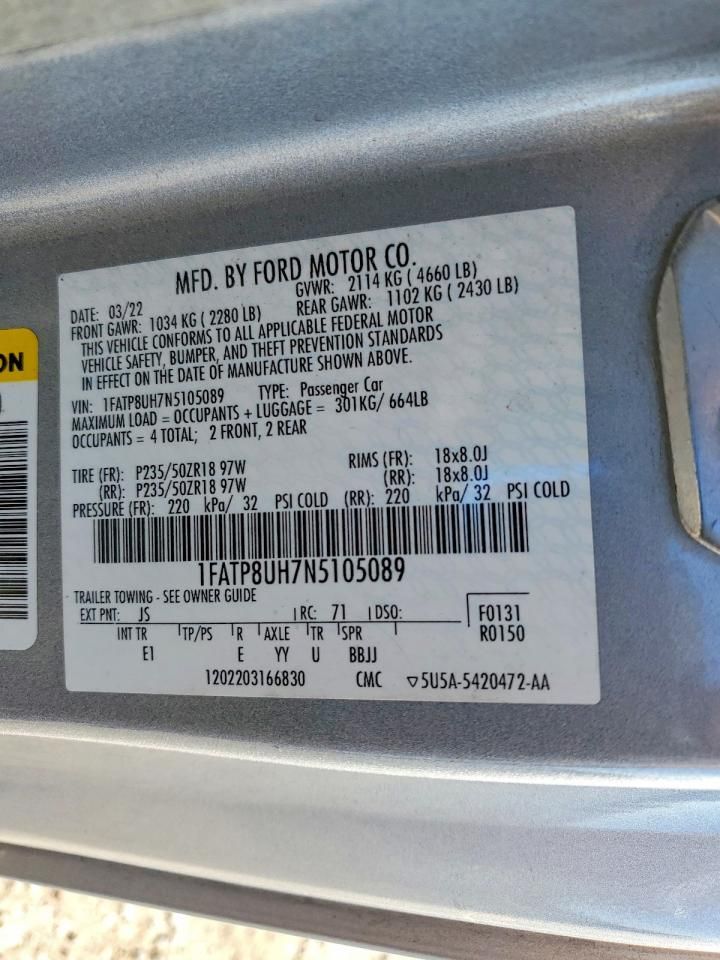 MFD. BY FORD MOTOR CO.
DATE: 03/22 GVWR: 2114 KG ( 4660 LB)
FRONT GAWR: 1034 KG ( 2280 LB) REAR GAWR: 1102 KG ( 2430 LB)
THIS VEHICLE CONFORMS TO ALL APPLICABLE FEDERAL MOTOR
VEHICLE SAFETY, BUMPER, AND THEFT PREVENTION STANDARDS
IN EFFECT ON THE DATE OF MANUFACTURE SHOWN ABOVE.
VIN: 1FATP8UH7N5105089 TYPE: Passenger Car
MAXIMUM LOAD = OCCUPANTS + LUGGAGE = 301KG/ 664LB
OCCUPANTS = 4 TOTAL; 2 FRONT, 2 REAR
TIRE (FR): P235/50ZR18 97W RIMS (FR): 18x8.0J
(RR): P235/50ZR18 97W (RR): 18x8.0J
PRESSURE (FR): 220 kPa/ 32 PSI COLD (RR): 220 kPa/ 32 PSI COLD
1FATP8UH7N5105089
TRAILER TOWING - SEE OWNER GUIDE
EXT PNT: JS RC: 71 DSO: F0131
INT TR TP/PS R AXLE TR SPR R0150
E1 E YY U BBJJ
1202203166830 CMC ▽5U5A-5420472-AA
ON